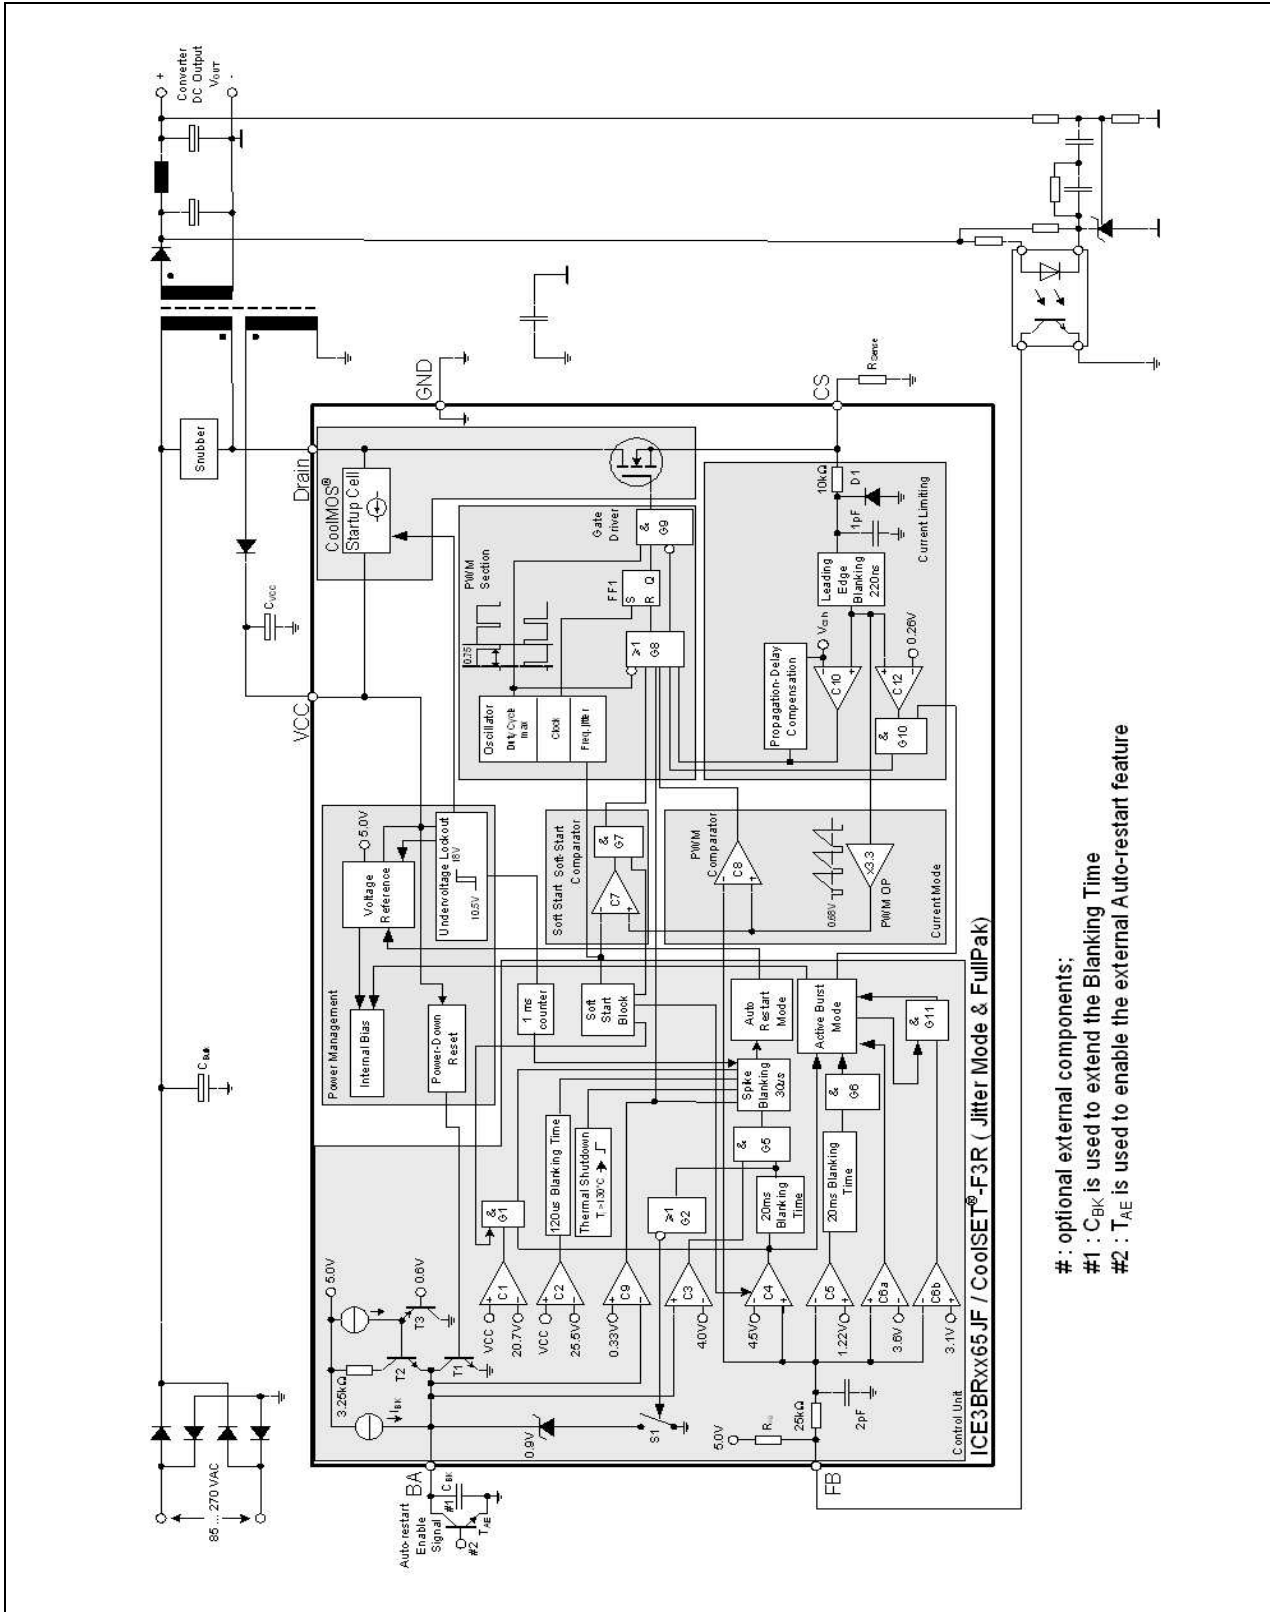 85 ... 270 VAC
C Bulk
Snubber
+
Converter
DC Output
VOUT
-
C VCC
VCC
Drain
GND
CS
R Sense
BA
FB
Auto-restart
Enable
Signal
#2
TAE
#1 C BK
Power Management
Internal Bias
Voltage
Reference
5.0V
Undervoltage Lockout
18V
10.5V
Power-Down
Reset
CoolMOS®
Startup Cell
PWM
Section
0.75
Oscillator
Duty Cycle
max
Clock
Freq. jitter
Gate
Driver
&
G9
FF1
S
R
Q
≥1
G8
5.0V
3.25kΩ
I BK
T2
T3
0.6V
T1
0.9V
S1
1 ms
counter
Soft
Start
Block
Soft Start
Soft-Start
Comparator
C7
&
G7
VCC
20.7V
C1
&
G1
VCC
25.5V
C2
120us Blanking Time
Thermal Shutdown
Tj >130°C
0.33V
C9
4.0V
C3
≥1
G2
&
G5
4.5V
C4
20ms
Blanking
Time
Spike
Blanking
30us
Auto
Restart
Mode
1.22V
C5
20ms Blanking
Time
&
G6
Active Burst
Mode
3.6V
C6a
3.1V
C6b
&
G11
5.0V
25kΩ
2pF
Control Unit
PWM
Comparator
C8
0.68V
x3.3
PWM OP
Current Mode
Propagation-Delay
Compensation
Vcsth
C10
C12
0.26V
&
G10
Leading
Edge
Blanking
220ns
10kΩ
D1
1pF
Current Limiting
ICE3BRxx65JF / CoolSET®-F3R ( Jitter Mode & FullPak)
# : optional external components;
#1 : CBK is used to extend the Blanking Time
#2 : TAE is used to enable the external Auto-restart feature